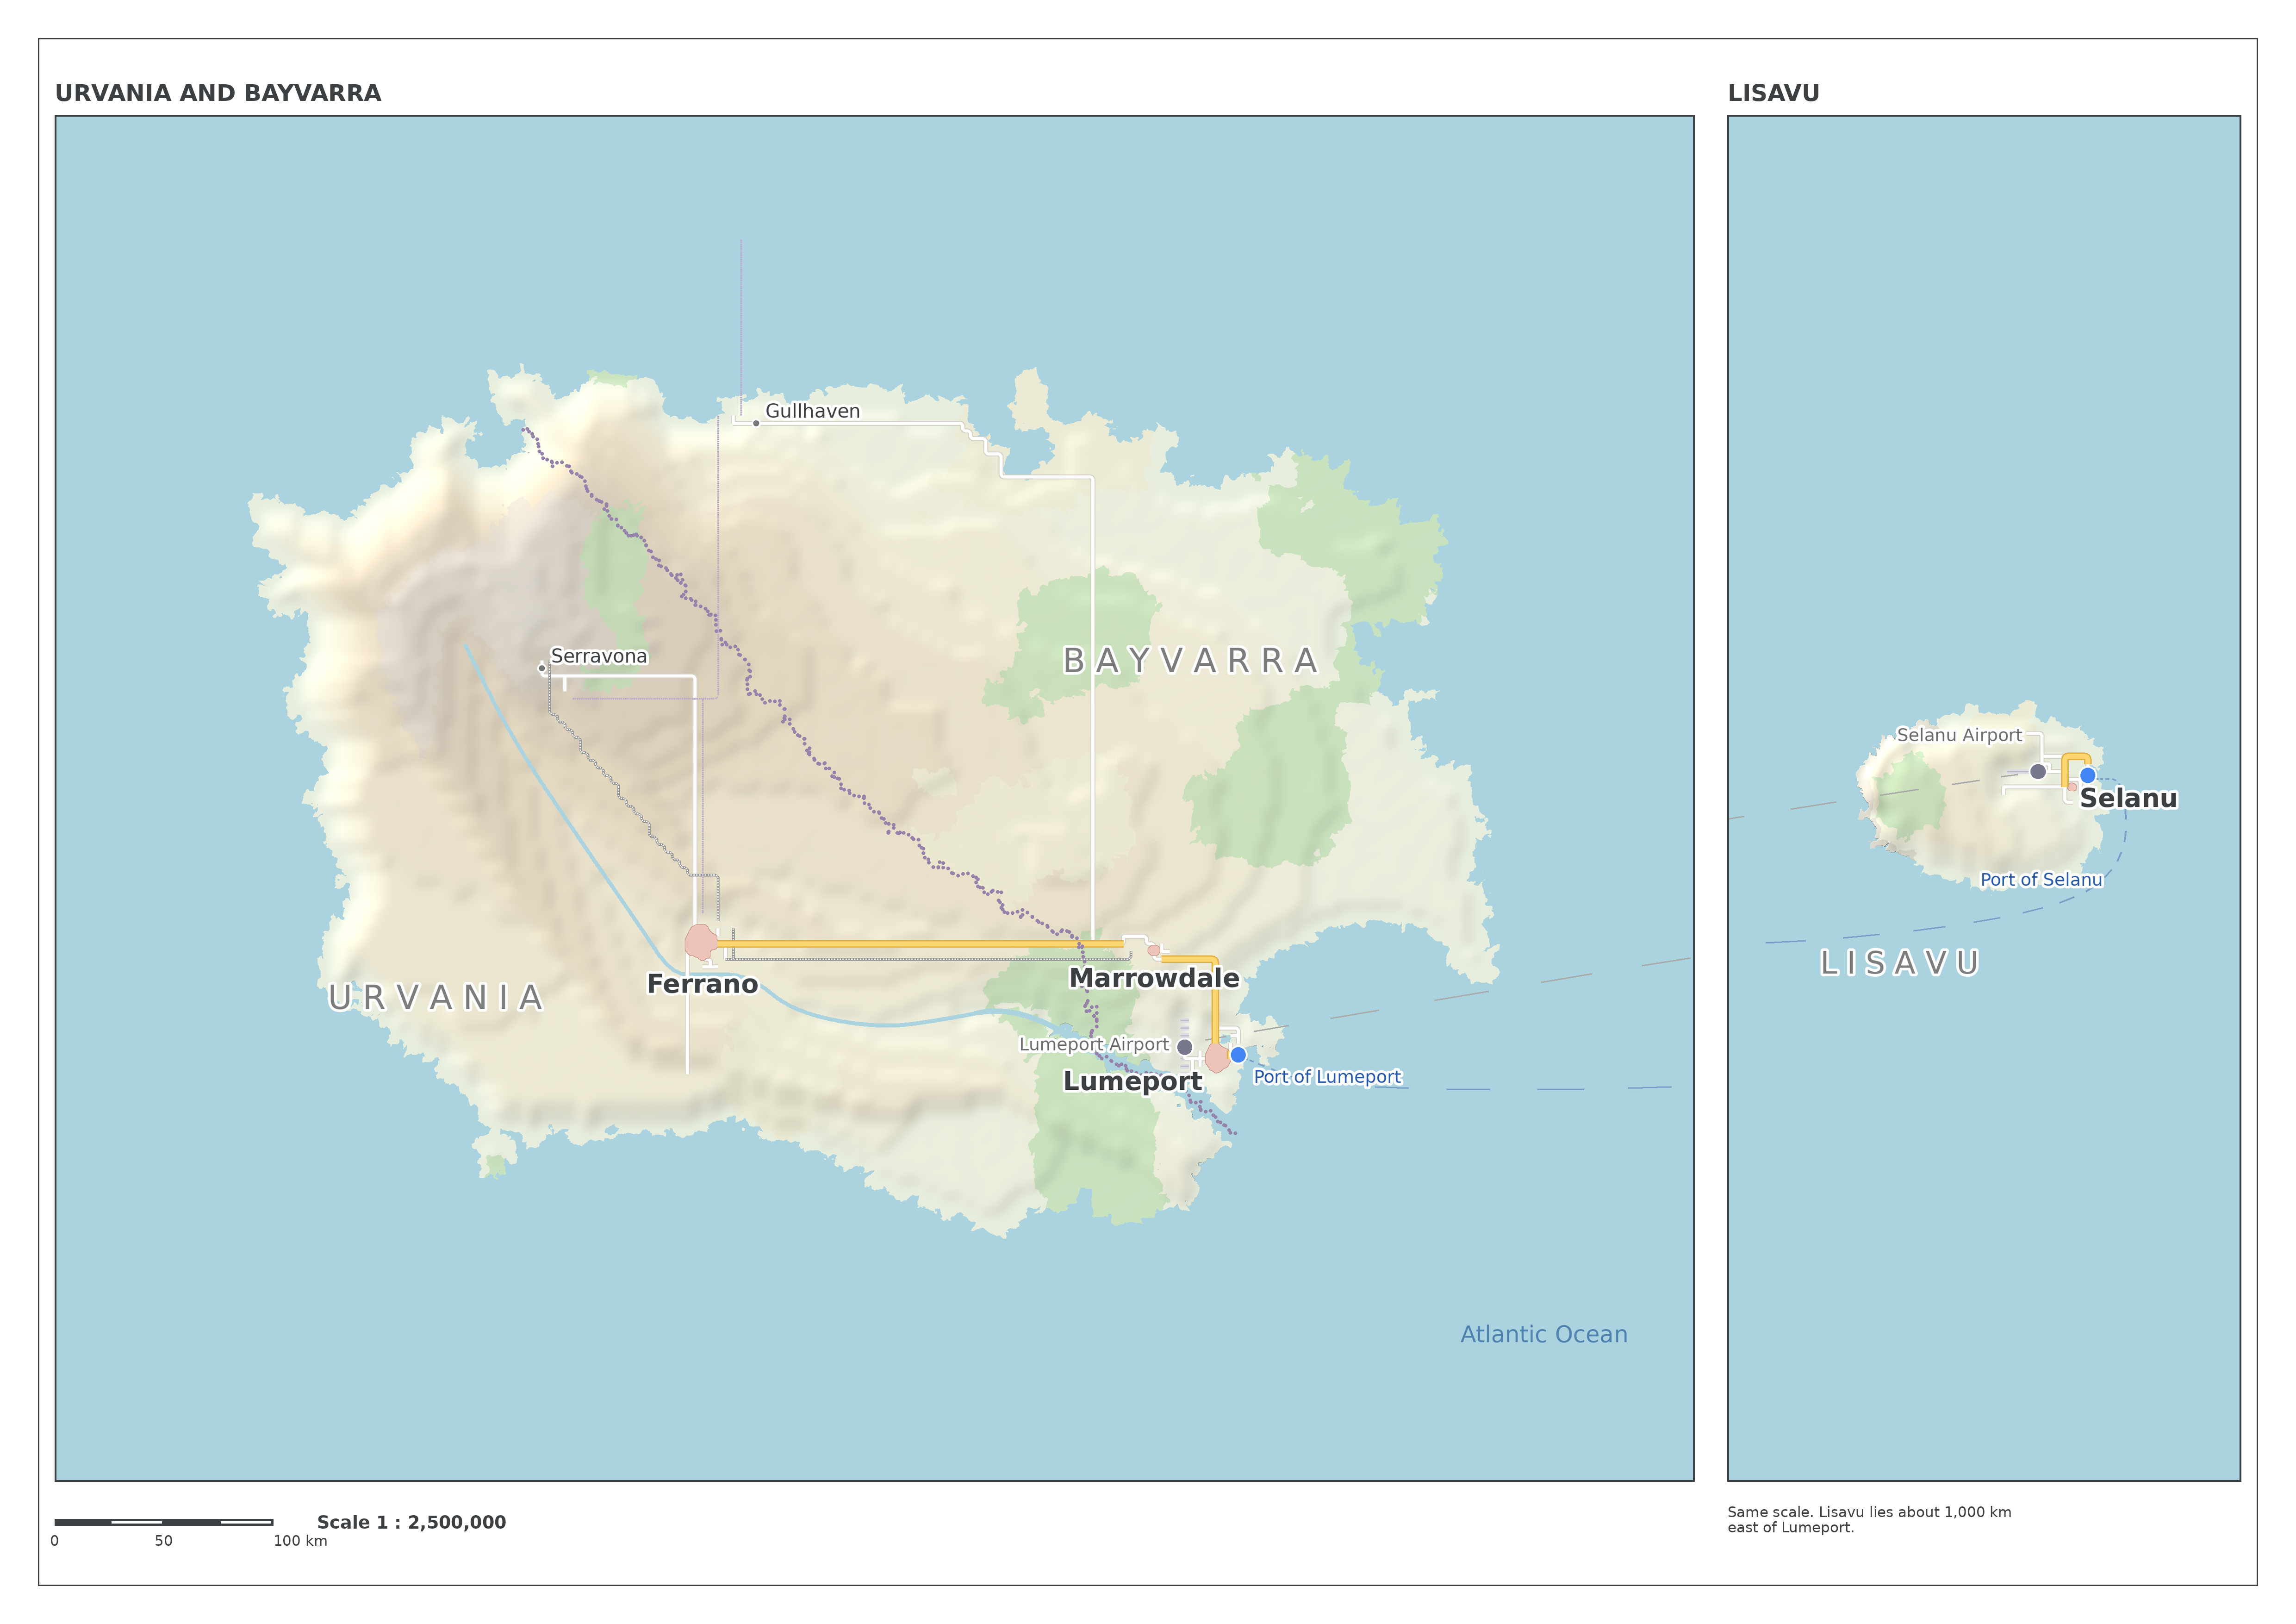 URVANIA AND BAYVARRA
LISAVU
Gullhaven
Serravona
BAYVARRA
Selanu Airport
Selanu
Port of Selanu
LISAVU
URVANIA
Ferrano
Marrowdale
Lumeport Airport
Lumeport
Port of Lumeport
Atlantic Ocean
0 50 100 km
Scale 1 : 2,500,000
Same scale. Lisavu lies about 1,000 km
east of Lumeport.